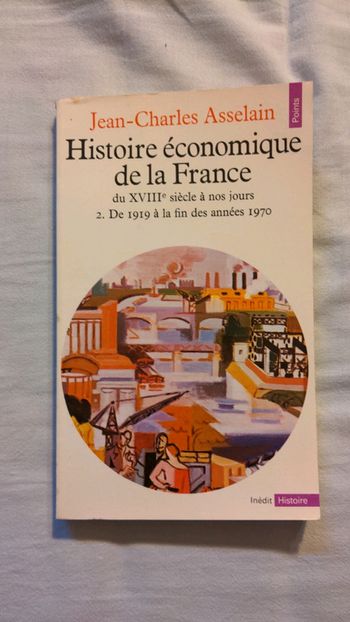 Jean-Charles Asselain
Points
Histoire économique
de la France
du XVIIIe siècle à nos jours
2. De 1919 à la fin des années 1970
Inédit Histoire